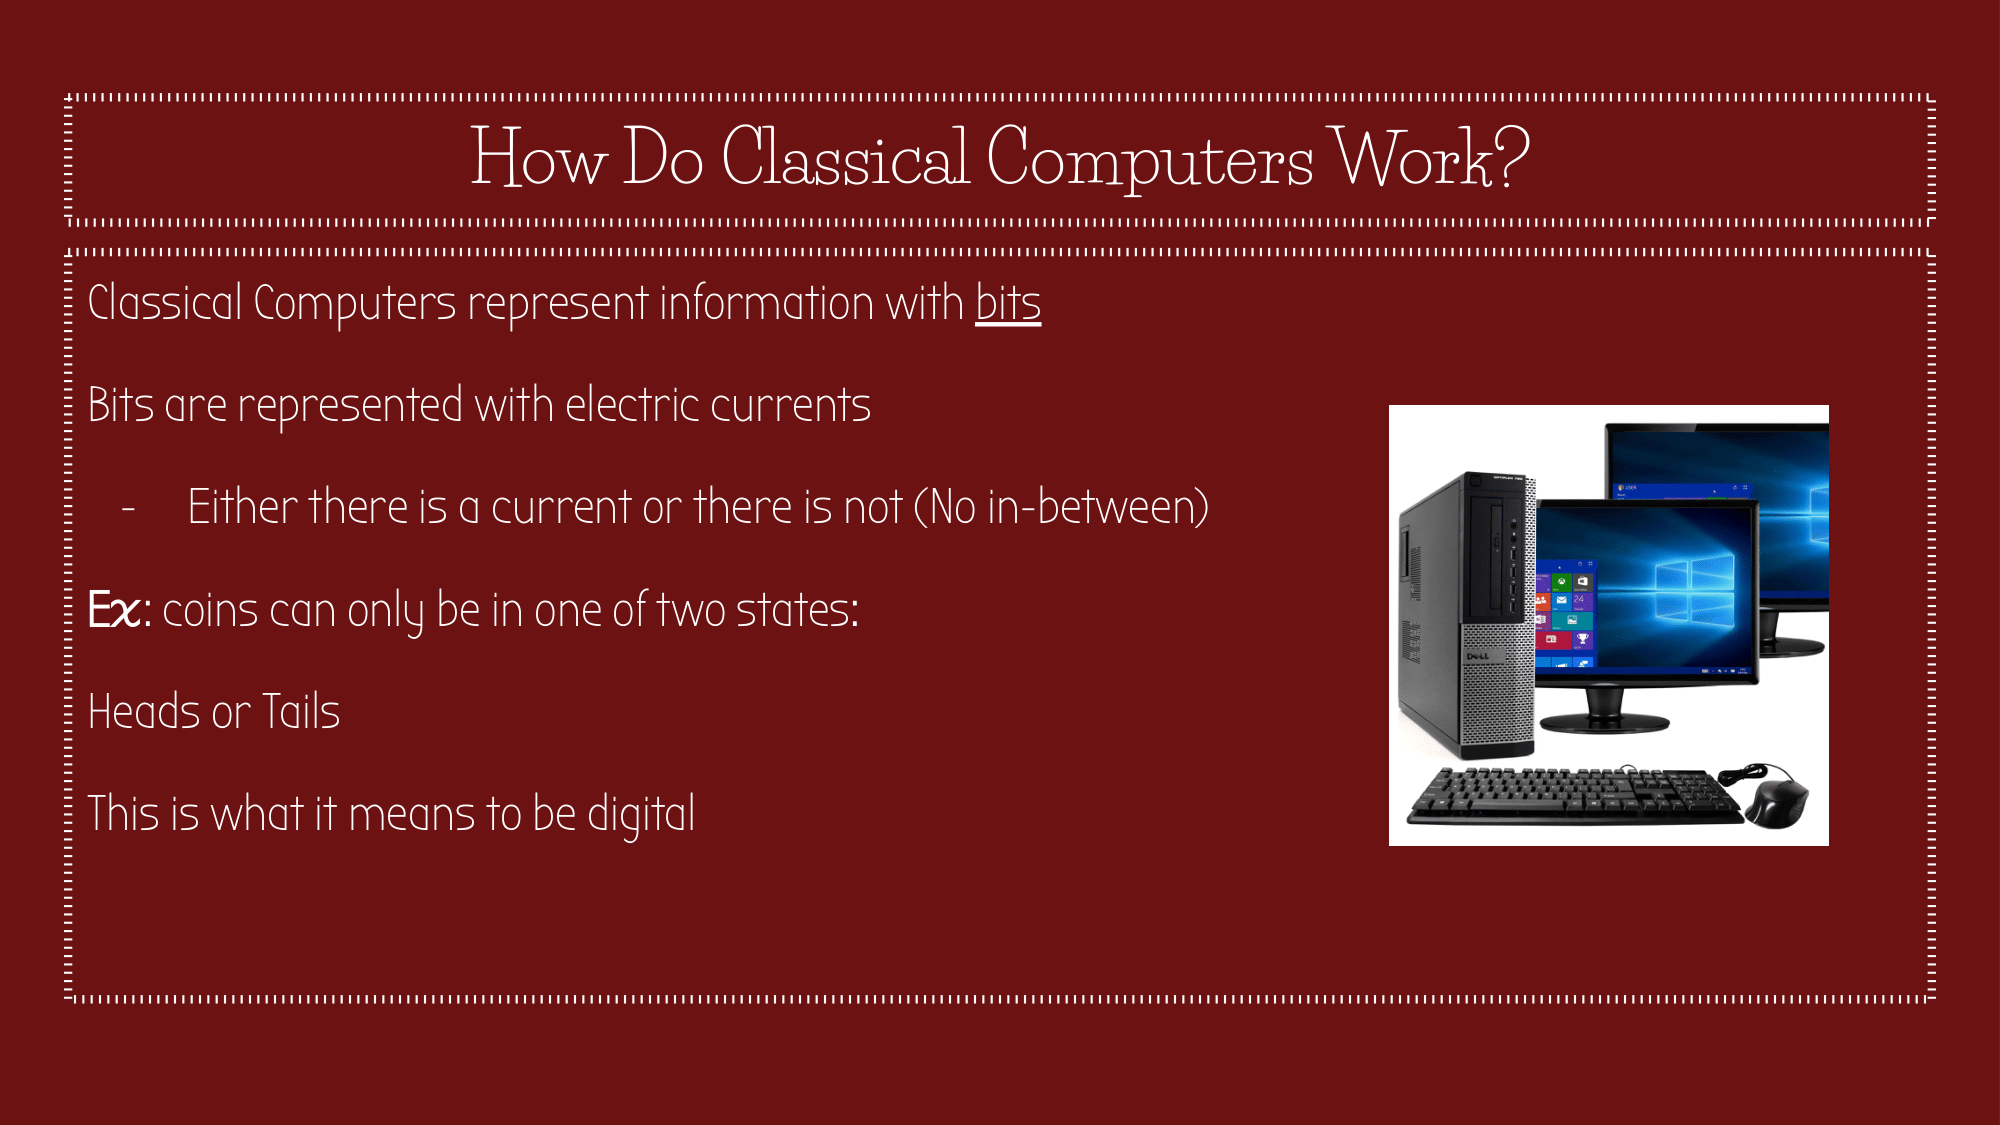 How Do Classical Computers Work?
Classical Computers represent information with bits
Bits are represented with electric currents
- Either there is a current or there is not (No in-between)
Ex: coins can only be in one of two states:
Heads or Tails
This is what it means to be digital
DELL
24